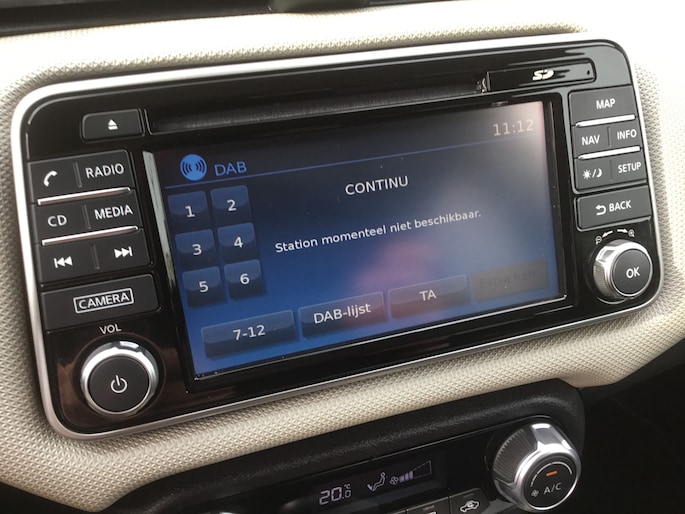 SD
MAP
RADIO
NAV
INFO
CD
MEDIA
SETUP
BACK
CAMERA
VOL
OK
DAB
11:12
CONTINU
1
2
Station momenteel niet beschikbaar.
3
4
5
6
7-12
DAB-lijst
TA
20.0
°C
A/C